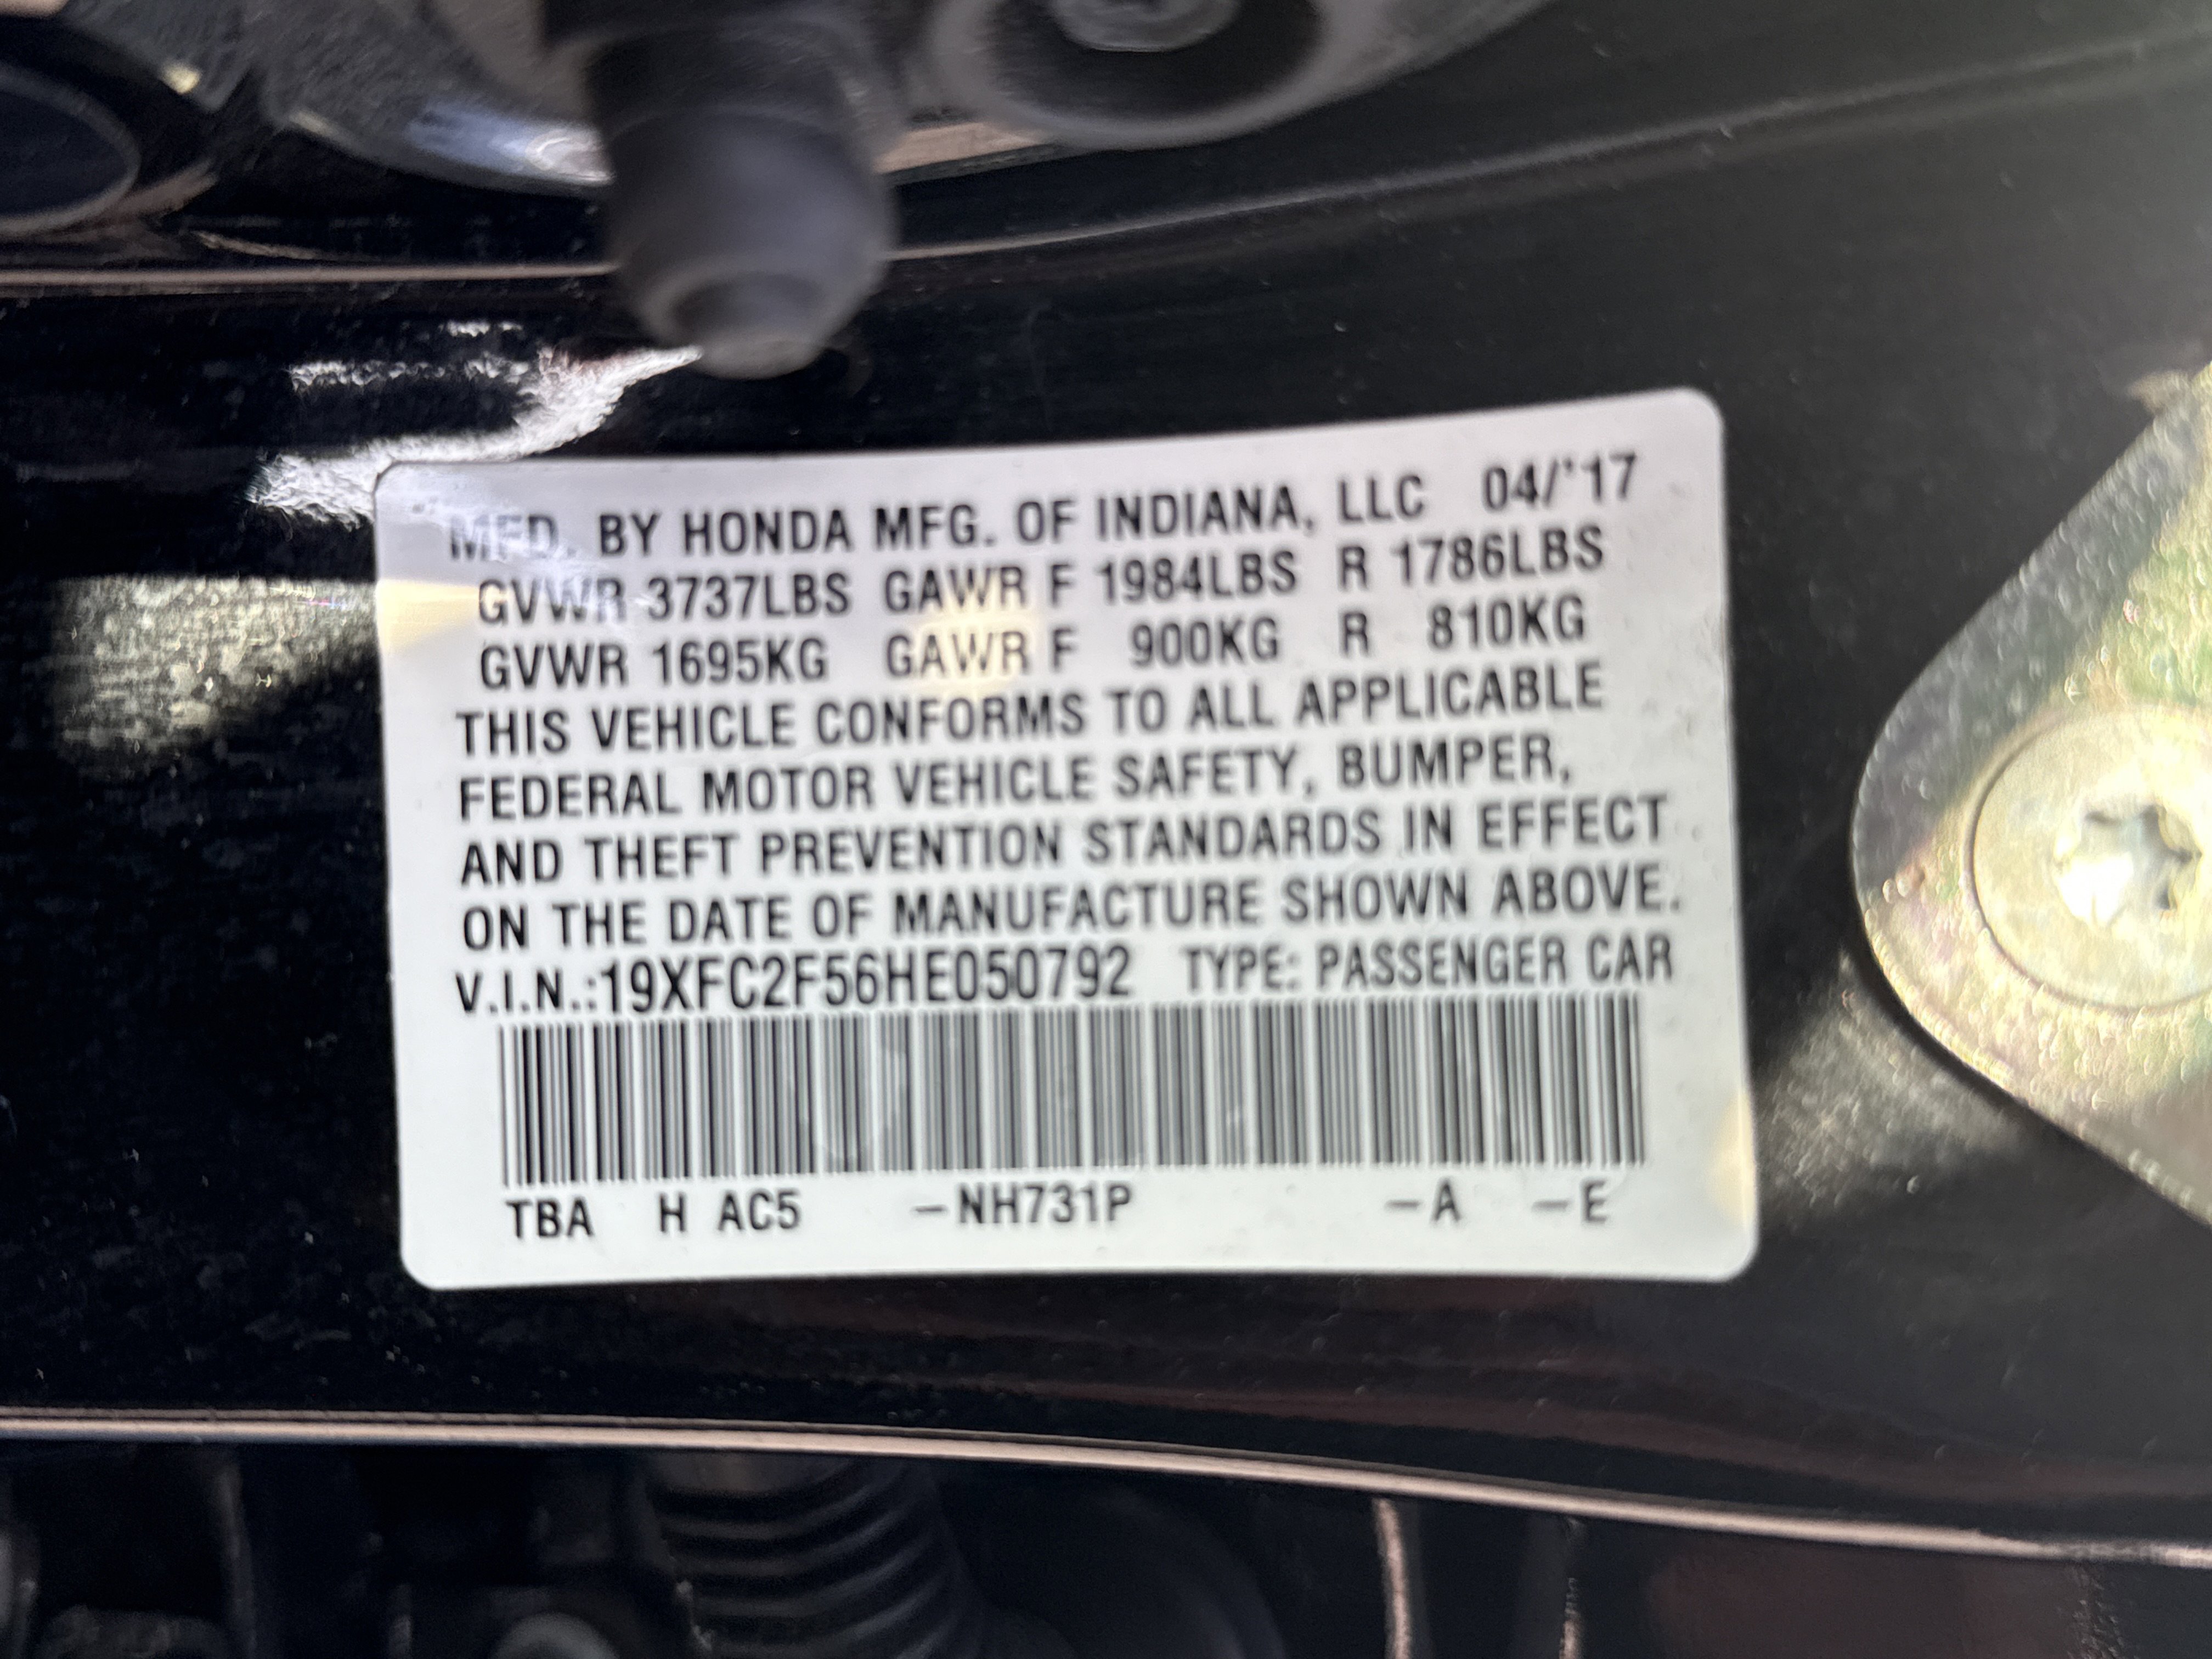 MFD. BY HONDA MFG. OF INDIANA, LLC 04/'17
GVWR 3737LBS GAWR F 1984LBS R 1786LBS
GVWR 1695KG GAWR F 900KG R 810KG
THIS VEHICLE CONFORMS TO ALL APPLICABLE
FEDERAL MOTOR VEHICLE SAFETY, BUMPER,
AND THEFT PREVENTION STANDARDS IN EFFECT
ON THE DATE OF MANUFACTURE SHOWN ABOVE.
V.I.N.:19XFC2F56HE050792 TYPE: PASSENGER CAR
TBA H AC5 -NH731P -A -E